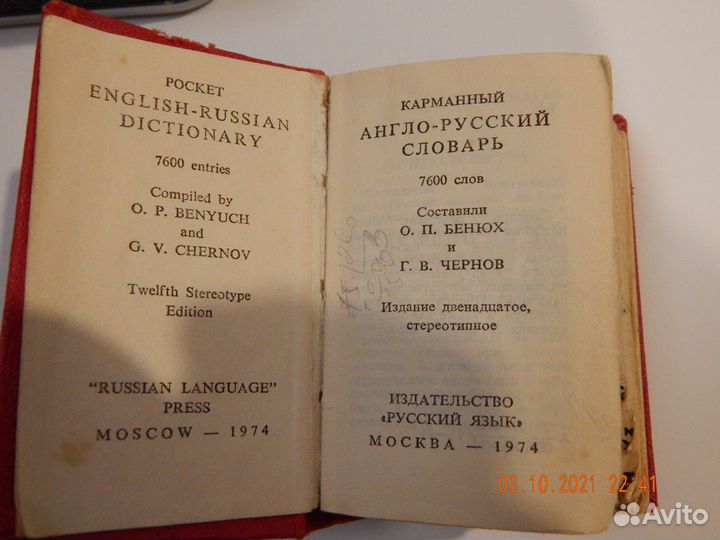 POCKET
ENGLISH-RUSSIAN
DICTIONARY
7600 entries
Compiled by
O. P. BENYUCH
and
G. V. CHERNOV
Twelfth Stereotype
Edition
"RUSSIAN LANGUAGE"
PRESS
MOSCOW — 1974
КАРМАННЫЙ
АНГЛО-РУССКИЙ
СЛОВАРЬ
7600 слов
Составили
О. П. БЕНЮХ
и
Г. В. ЧЕРНОВ
Издание двенадцатое,
стереотипное
ИЗДАТЕЛЬСТВО
«РУССКИЙ ЯЗЫК»
МОСКВА — 1974
03.10.2021 22:41
Avito